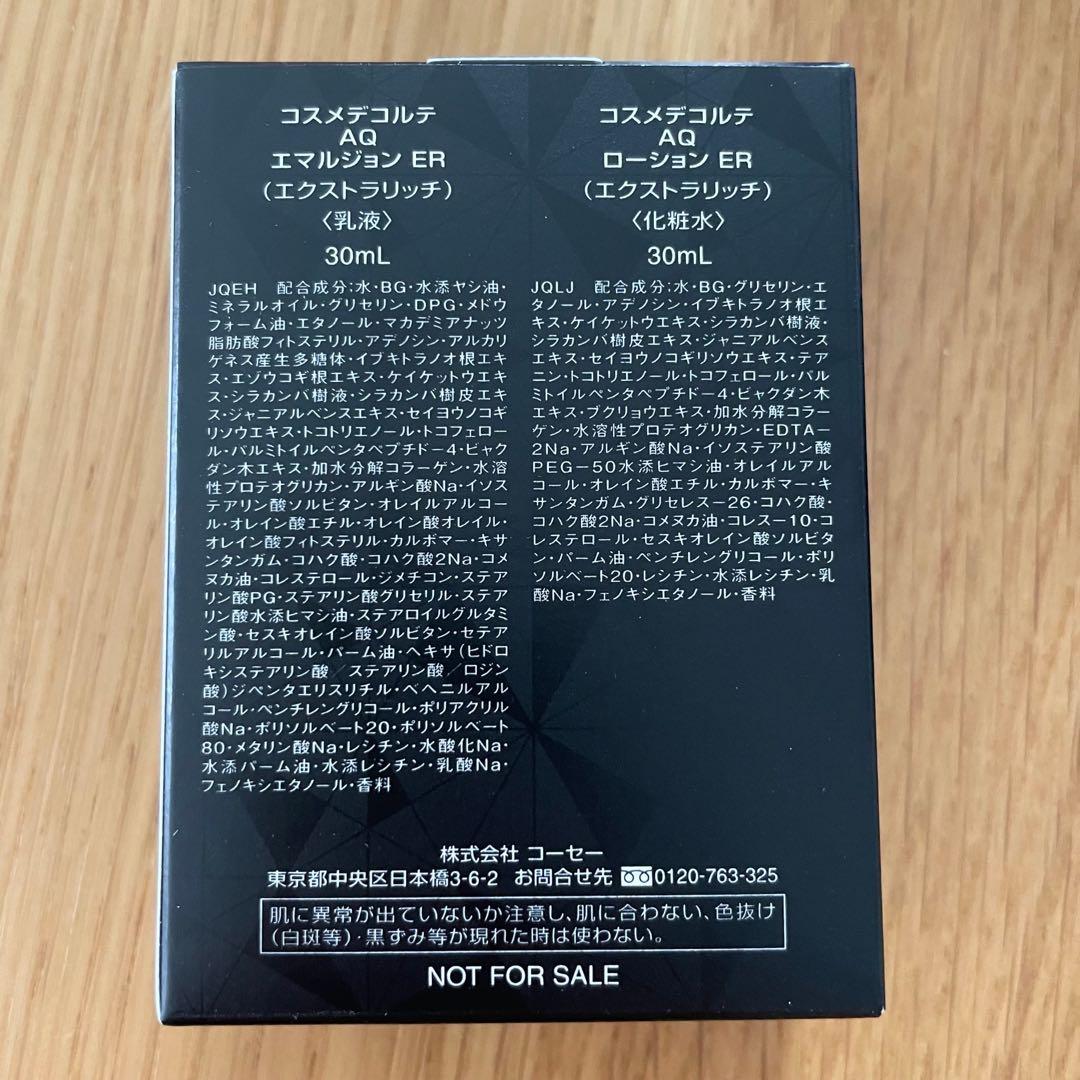 コスメデコルテ
AQ
エマルジョン ER
（エクストラリッチ）
〈乳液〉
30mL
JQEH　配合成分；水・BG・水添ヤシ油・
ミネラルオイル・グリセリン・DPG・メドウ
フォーム油・エタノール・マカデミアナッツ
脂肪酸フィトステリル・アデノシン・アルカリ
ゲネス産生多糖体・イブキトラノオ根エキ
ス・エゾウコギ根エキス・ケイケットウエキ
ス・シラカンバ樹液・シラカンバ樹皮エキ
ス・ジャニアルベンスエキス・セイヨウノコギ
リソウエキス・トコトリエノール・トコフェロー
ル・パルミトイルペンタペプチドー4・ビャク
ダン木エキス・加水分解コラーゲン・水溶
性プロテオグリカン・アルギン酸Na・イソス
テアリン酸ソルビタン・オレイルアルコー
ル・オレイン酸エチル・オレイン酸オレイル・
オレイン酸フィトステリル・カルボマー・キサ
ンタンガム・コハク酸・コハク酸2Na・コメ
ヌカ油・コレステロール・ジメチコン・ステア
リン酸PG・ステアリン酸グリセリル・ステア
リン酸水添ヒマシ油・ステアロイルグルタミ
ン酸・セスキオレイン酸ソルビタン・セテア
リルアルコール・パーム油・ヘキサ（ヒドロ
キシステアリン酸／ステアリン酸／ロジン
酸）ジペンタエリスリチル・ベヘニルアル
コール・ペンチレングリコール・ポリアクリル
酸Na・ポリソルベート20・ポリソルベート
80・メタリン酸Na・レシチン・水酸化Na・
水添パーム油・水添レシチン・乳酸Na・
フェノキシエタノール・香料
コスメデコルテ
AQ
ローション ER
（エクストラリッチ）
〈化粧水〉
30mL
JQLJ　配合成分；水・BG・グリセリン・エ
タノール・アデノシン・イブキトラノオ根エ
キス・ケイケットウエキス・シラカンバ樹液・
シラカンバ樹皮エキス・ジャニアルベンス
エキス・セイヨウノコギリソウエキス・テア
ニン・トコトリエノール・トコフェロール・パル
ミトイルペンタペプチドー4・ビャクダン木
エキス・ブクリョウエキス・加水分解コラー
ゲン・水溶性プロテオグリカン・EDTAー
2Na・アルギン酸Na・イソステアリン酸
PEGー50水添ヒマシ油・オレイルアル
コール・オレイン酸エチル・カルボマー・キ
サンタンガム・グリセレスー26・コハク酸・
コハク酸2Na・コメヌカ油・コレスー10・コ
レステロール・セスキオレイン酸ソルビタ
ン・パーム油・ペンチレングリコール・ポリ
ソルベート20・レシチン・水添レシチン・乳
酸Na・フェノキシエタノール・香料
株式会社 コーセー
東京都中央区日本橋3-6-2　お問合せ先 0120-763-325
肌に異常が出ていないか注意し、肌に合わない、色抜け
（白斑等）・黒ずみ等が現れた時は使わない。
NOT FOR SALE